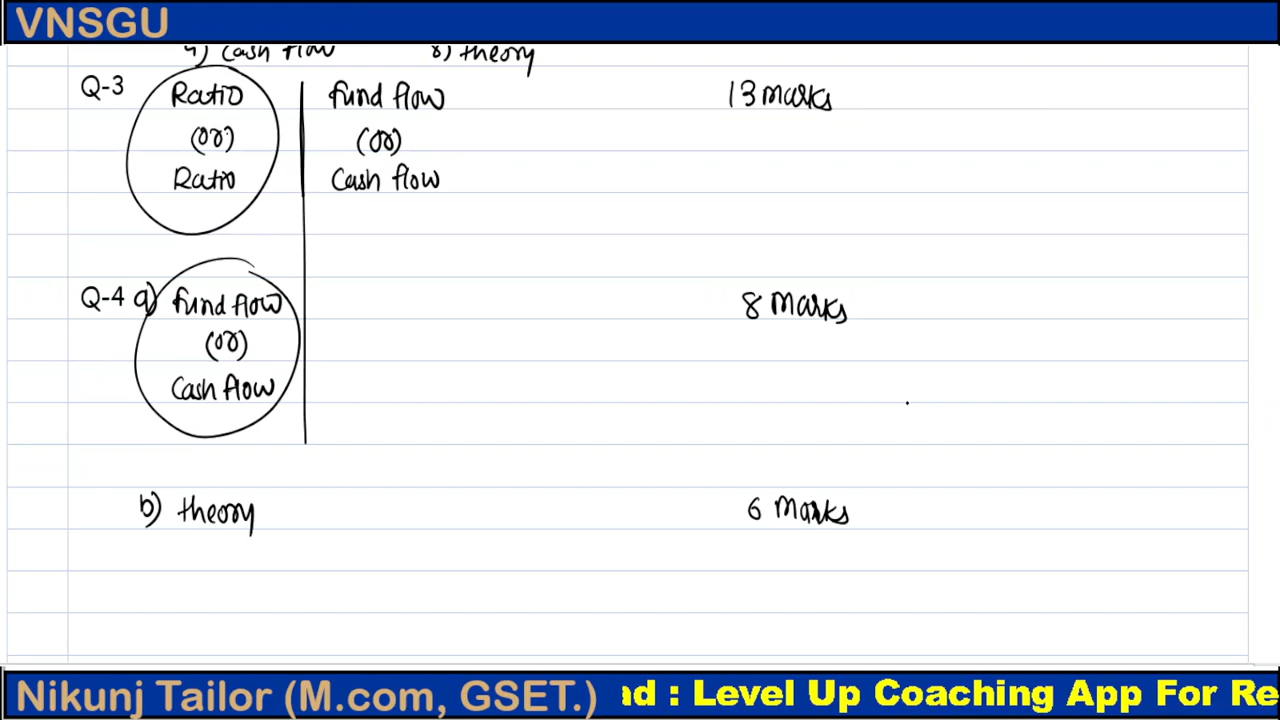 VNSGU
4) Cash flow 8) theory
Q-3 Ratio Fund flow 13 marks
(or) (or)
Ratio Cash flow
Q-4 a) Fund flow 8 Marks
(or)
Cash flow
b) theory 6 Marks
Nikunj Tailor (M.com, GSET.) ad : Level Up Coaching App For Re